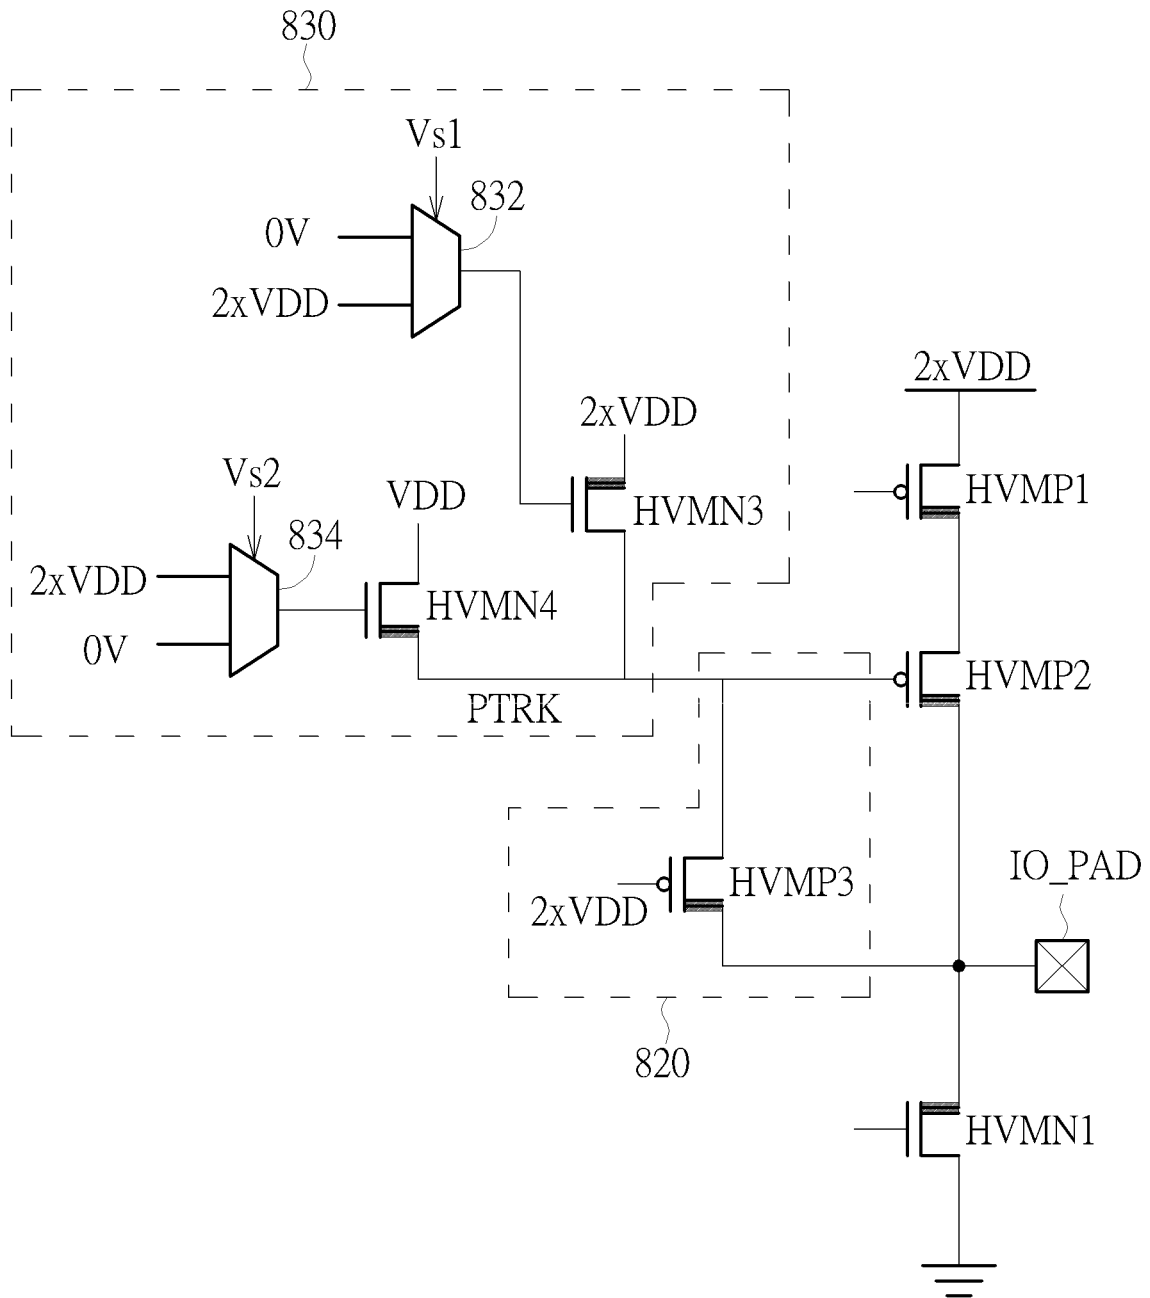 830
Vs1
832
0V
2xVDD
2xVDD
2xVDD
Vs2
VDD
HVMN3
HVMP1
834
2xVDD
HVMN4
0V
HVMP2
PTRK
IO_PAD
HVMP3
2xVDD
820
HVMN1